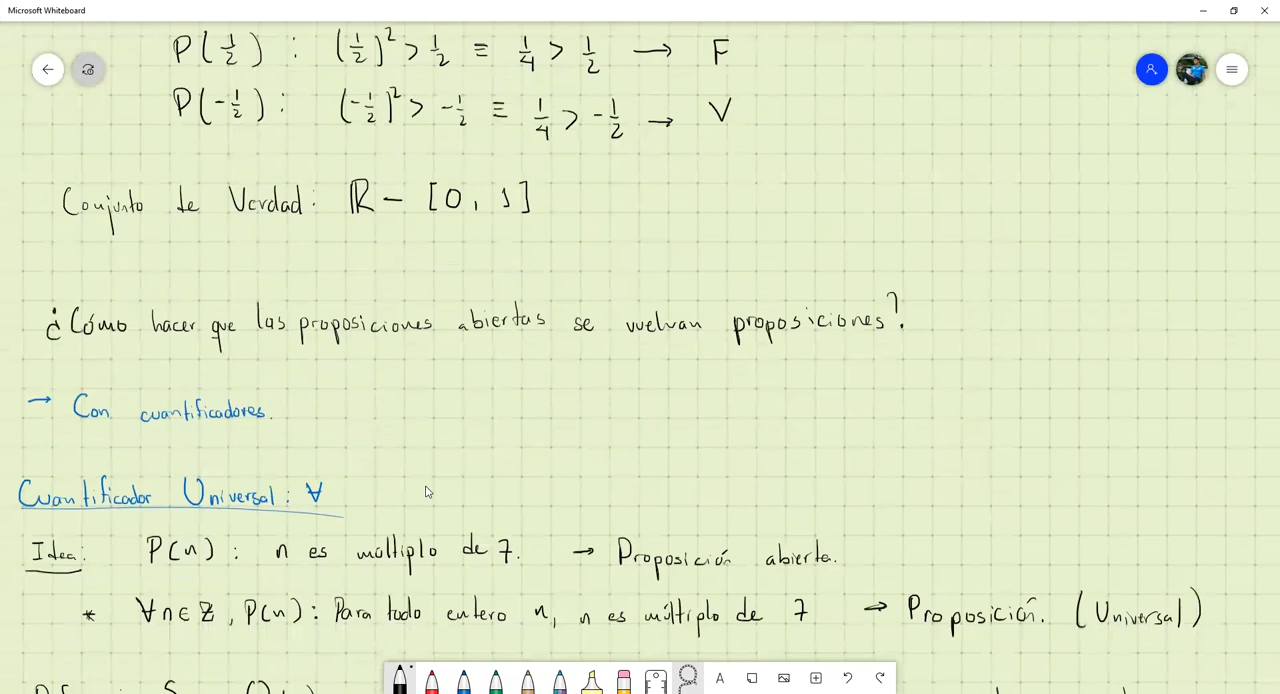 Microsoft Whiteboard
P(1/2) : (1/2)² > 1/2 ≡ 1/4 > 1/2 → F
P(-1/2) : (-1/2)² > -1/2 ≡ 1/4 > -1/2 → V
Conjunto de Verdad: ℝ - [0, 1]
¿Cómo hacer que las proposiciones abiertas se vuelvan proposiciones?.
→ Con cuantificadores.
Cuantificador Universal: ∀
Idea: P(n) : n es múltiplo de 7. → Proposición abierta.
* ∀n∈ℤ, P(n): Para todo entero n, n es múltiplo de 7 → Proposición. (Universal)